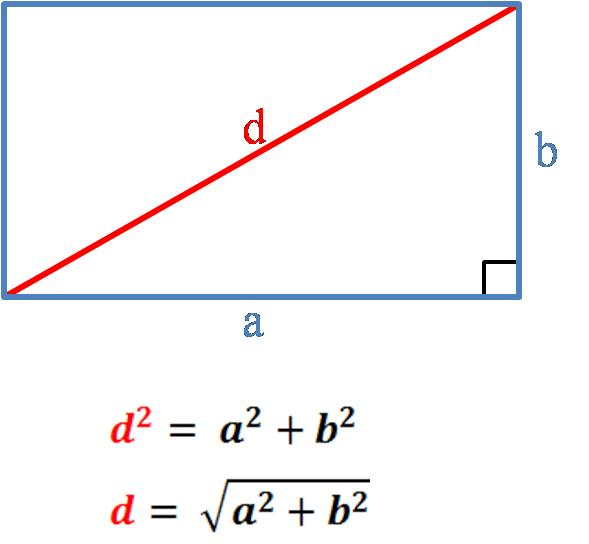 d
b
a
d² = a² + b²
d = √(a² + b²)